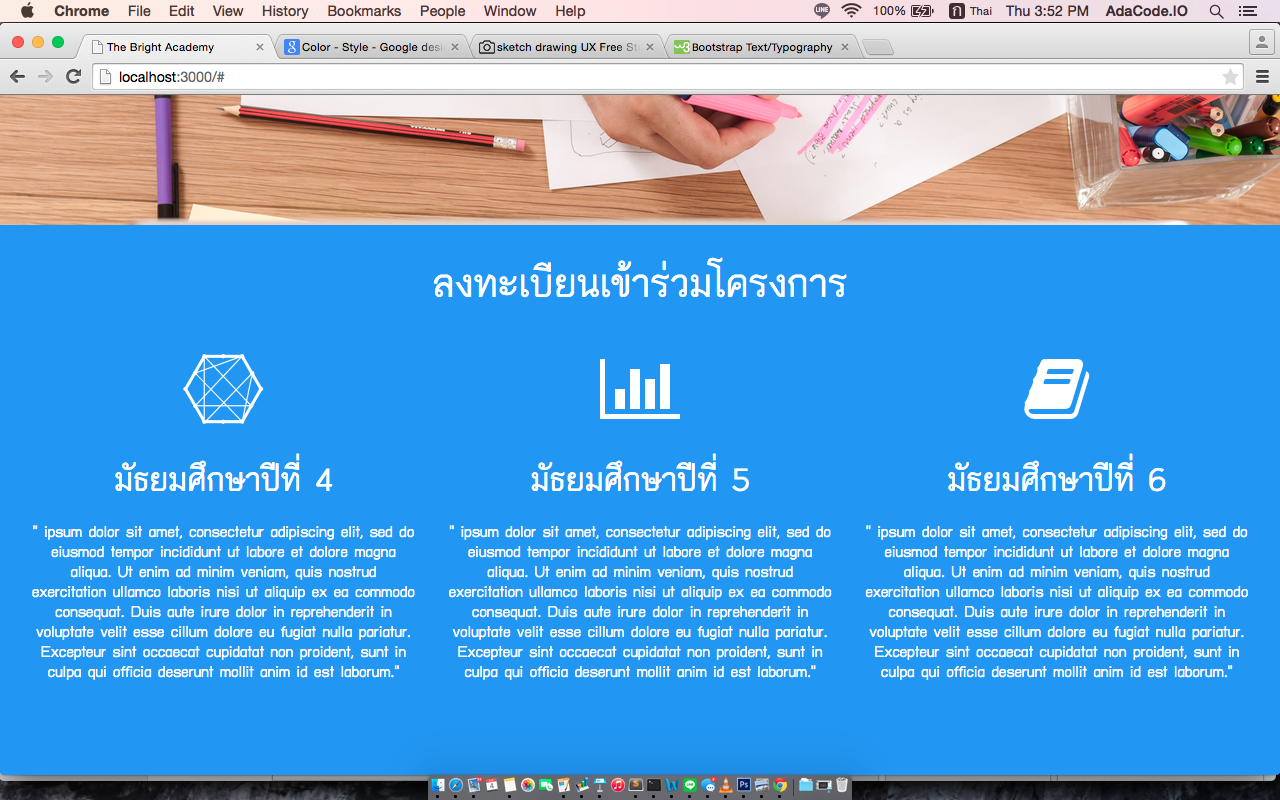 Chrome File Edit View History Bookmarks People Window Help 100% Thai Thu 3:52 PM AdaCode.IO
The Bright Academy Color - Style - Google desi sketch drawing UX Free St Bootstrap Text/Typography
localhost:3000/#
ลงทะเบียนเข้าร่วมโครงการ
มัธยมศึกษาปีที่ 4
" ipsum dolor sit amet, consectetur adipiscing elit, sed do
eiusmod tempor incididunt ut labore et dolore magna
aliqua. Ut enim ad minim veniam, quis nostrud
exercitation ullamco laboris nisi ut aliquip ex ea commodo
consequat. Duis aute irure dolor in reprehenderit in
voluptate velit esse cillum dolore eu fugiat nulla pariatur.
Excepteur sint occaecat cupidatat non proident, sunt in
culpa qui officia deserunt mollit anim id est laborum."
มัธยมศึกษาปีที่ 5
" ipsum dolor sit amet, consectetur adipiscing elit, sed do
eiusmod tempor incididunt ut labore et dolore magna
aliqua. Ut enim ad minim veniam, quis nostrud
exercitation ullamco laboris nisi ut aliquip ex ea commodo
consequat. Duis aute irure dolor in reprehenderit in
voluptate velit esse cillum dolore eu fugiat nulla pariatur.
Excepteur sint occaecat cupidatat non proident, sunt in
culpa qui officia deserunt mollit anim id est laborum."
มัธยมศึกษาปีที่ 6
" ipsum dolor sit amet, consectetur adipiscing elit, sed do
eiusmod tempor incididunt ut labore et dolore magna
aliqua. Ut enim ad minim veniam, quis nostrud
exercitation ullamco laboris nisi ut aliquip ex ea commodo
consequat. Duis aute irure dolor in reprehenderit in
voluptate velit esse cillum dolore eu fugiat nulla pariatur.
Excepteur sint occaecat cupidatat non proident, sunt in
culpa qui officia deserunt mollit anim id est laborum."